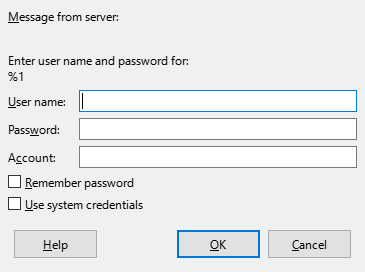 Message from server:
Enter user name and password for:
%1
User name:
Password:
Account:
Remember password
Use system credentials
Help OK Cancel